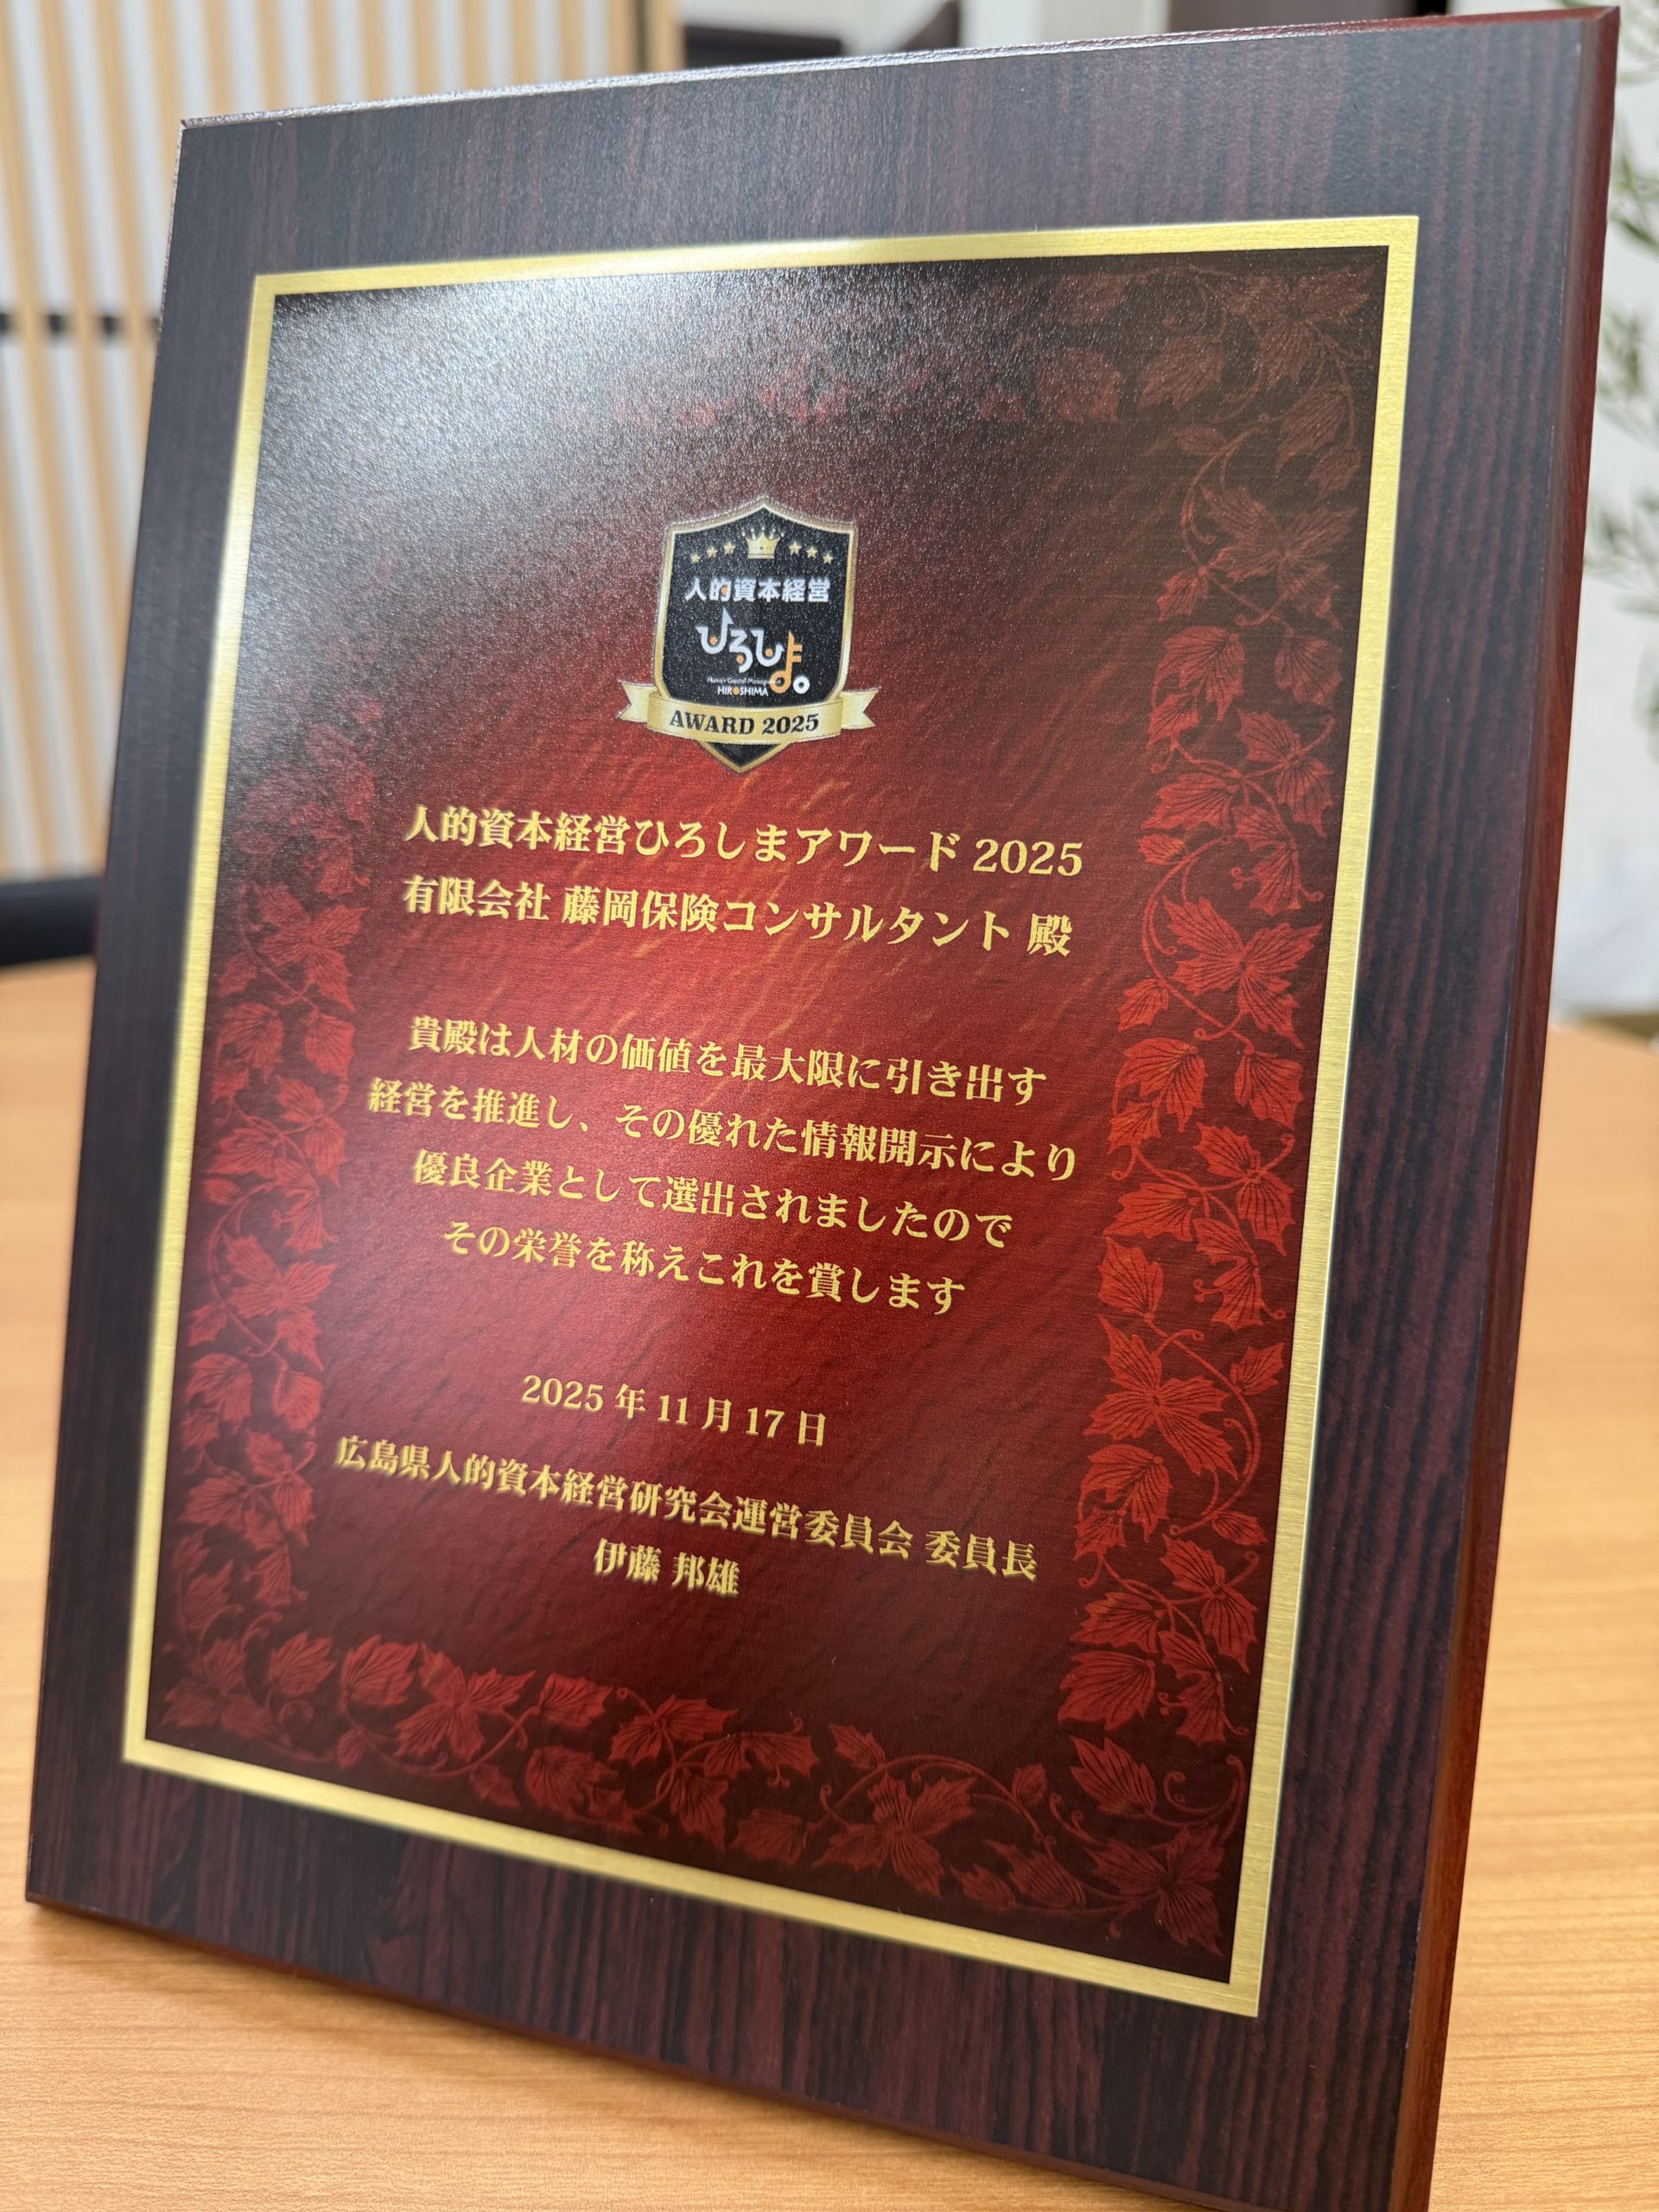 人的資本経営
ひろひよ。
Human Capital Management
HIROSHIMA
AWARD 2025
人的資本経営ひろしまアワード 2025
有限会社 藤岡保険コンサルタント 殿
貴殿は人材の価値を最大限に引き出す
経営を推進し、その優れた情報開示により
優良企業として選出されましたので
その栄誉を称えこれを賞します
2025 年 11 月 17 日
広島県人的資本経営研究会運営委員会 委員長
伊藤 邦雄